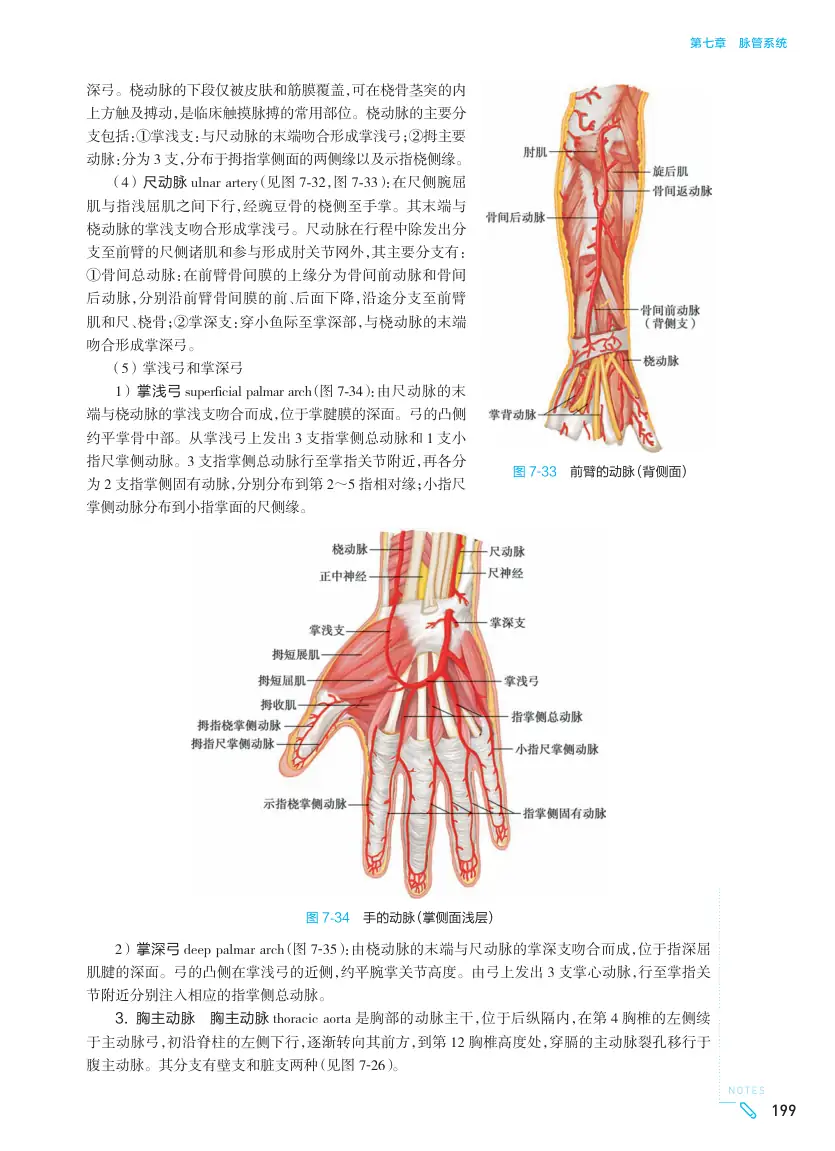 第七章 脉管系统
深弓。桡动脉的下段仅被皮肤和筋膜覆盖,可在桡骨茎突的内
上方触及搏动,是临床触摸脉搏的常用部位。桡动脉的主要分
支包括:①掌浅支:与尺动脉的末端吻合形成掌浅弓;②拇主要
动脉:分为 3 支,分布于拇指掌侧面的两侧缘以及示指桡侧缘。
(4)尺动脉 ulnar artery(见图 7-32,图 7-33):在尺侧腕屈
肌与指浅屈肌之间下行,经豌豆骨的桡侧至手掌。其末端与
桡动脉的掌浅支吻合形成掌浅弓。尺动脉在行程中除发出分
支至前臂的尺侧诸肌和参与形成肘关节网外,其主要分支有:
①骨间总动脉:在前臂骨间膜的上缘分为骨间前动脉和骨间
后动脉,分别沿前臂骨间膜的前、后面下降,沿途分支至前臂
肌和尺、桡骨;②掌深支:穿小鱼际至掌深部,与桡动脉的末端
吻合形成掌深弓。
(5)掌浅弓和掌深弓
1)掌浅弓 superficial palmar arch(图 7-34):由尺动脉的末
端与桡动脉的掌浅支吻合而成,位于掌腱膜的深面。弓的凸侧
约平掌骨中部。从掌浅弓上发出 3 支指掌侧总动脉和 1 支小
指尺掌侧动脉。3 支指掌侧总动脉行至掌指关节附近,再各分
为 2 支指掌侧固有动脉,分别分布到第 2~5 指相对缘;小指尺
掌侧动脉分布到小指掌面的尺侧缘。
肘肌
旋后肌
骨间返动脉
骨间后动脉
骨间前动脉
(背侧支)
桡动脉
掌背动脉
图 7-33 前臂的动脉(背侧面)
桡动脉
尺动脉
正中神经
尺神经
掌浅支
掌深支
拇短展肌
拇短屈肌
掌浅弓
拇收肌
指掌侧总动脉
拇指桡掌侧动脉
拇指尺掌侧动脉
小指尺掌侧动脉
示指桡掌侧动脉
指掌侧固有动脉
图 7-34 手的动脉(掌侧面浅层)
2)掌深弓 deep palmar arch(图 7-35):由桡动脉的末端与尺动脉的掌深支吻合而成,位于指深屈
肌腱的深面。弓的凸侧在掌浅弓的近侧,约平腕掌关节高度。由弓上发出 3 支掌心动脉,行至掌指关
节附近分别注入相应的指掌侧总动脉。
3. 胸主动脉 胸主动脉 thoracic aorta 是胸部的动脉主干,位于后纵隔内,在第 4 胸椎的左侧续
于主动脉弓,初沿脊柱的左侧下行,逐渐转向其前方,到第 12 胸椎高度处,穿膈的主动脉裂孔移行于
腹主动脉。其分支有壁支和脏支两种(见图 7-26)。
NOTES
199